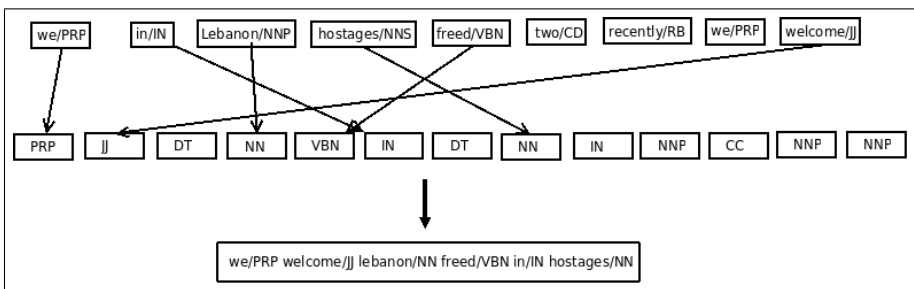 we/PRP in/IN Lebanon/NNP hostages/NNS freed/VBN two/CD recently/RB we/PRP welcome/JJ
PRP JJ DT NN VBN IN DT NN IN NNP CC NNP NNP
we/PRP welcome/JJ lebanon/NN freed/VBN in/IN hostages/NN